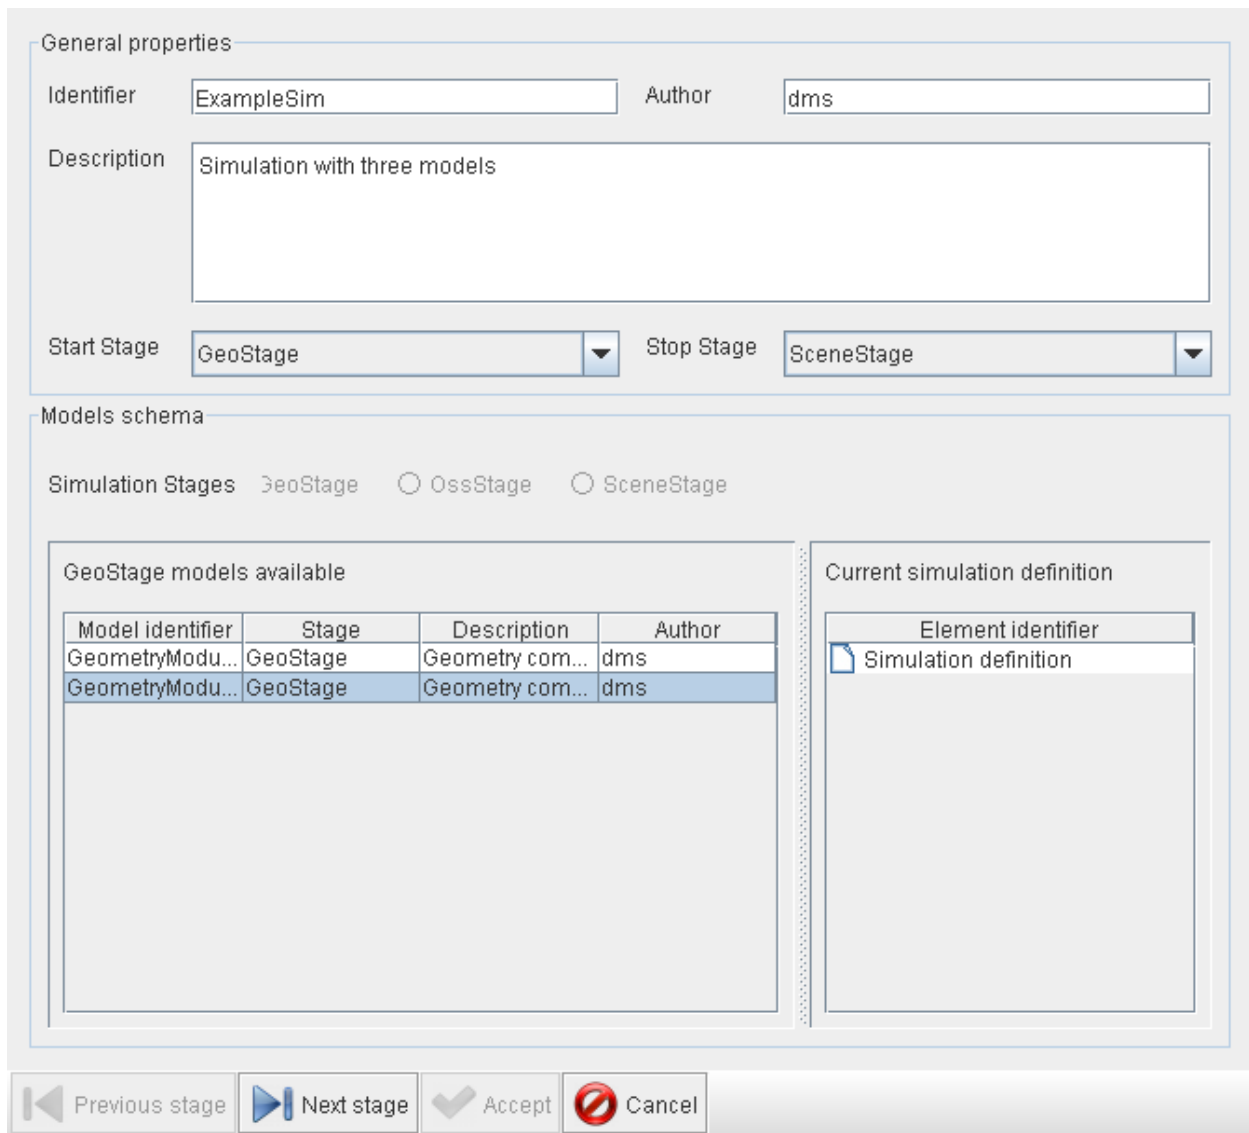 General properties
Identifier ExampleSim Author dms
Description Simulation with three models
Start Stage GeoStage Stop Stage SceneStage
Models schema
Simulation Stages GeoStage OssStage SceneStage
GeoStage models available Current simulation definition
Model identifier Stage Description Author Element identifier
GeometryModu... GeoStage Geometry com... dms Simulation definition
GeometryModu... GeoStage Geometry com... dms
Previous stage Next stage Accept Cancel